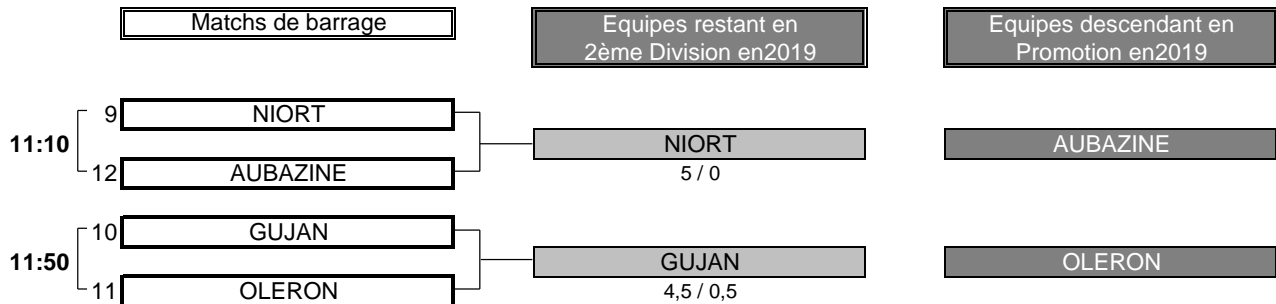 Matchs de barrage
Equipes restant en
2ème Division en2019
Equipes descendant en
Promotion en2019
11:10
9 NIORT
12 AUBAZINE
NIORT
5 / 0
AUBAZINE
11:50
10 GUJAN
11 OLERON
GUJAN
4,5 / 0,5
OLERON